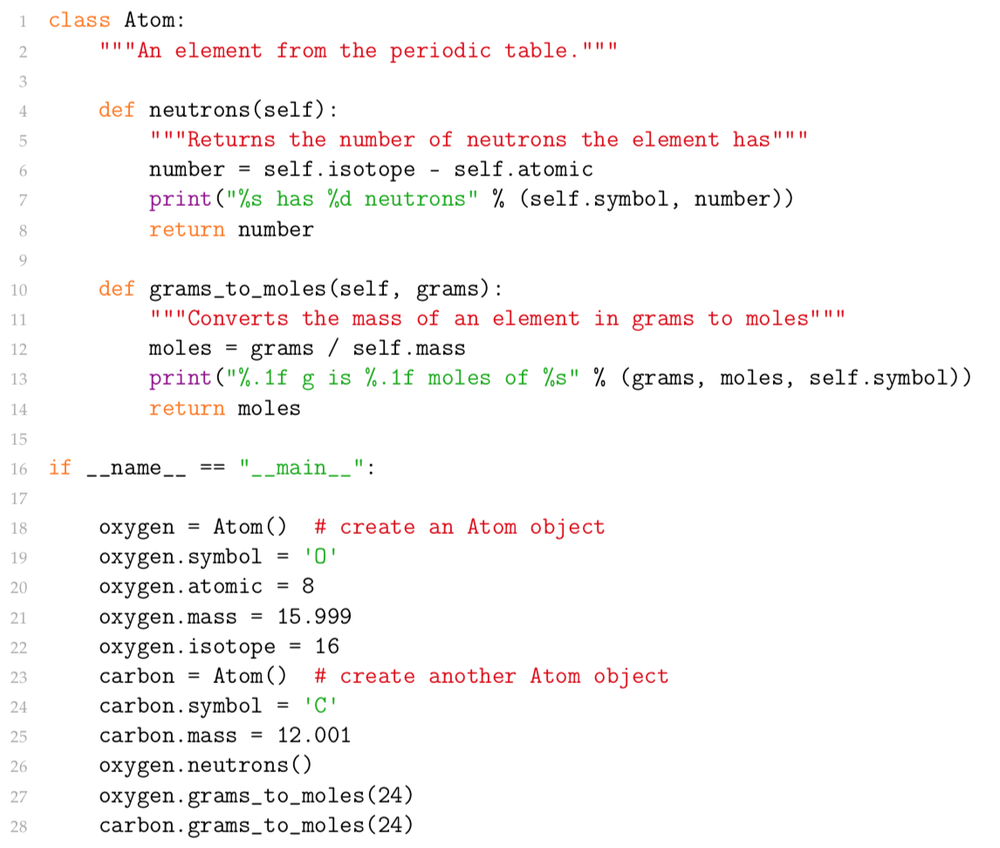 1 class Atom:
2     """An element from the periodic table."""
3
4     def neutrons(self):
5         """Returns the number of neutrons the element has"""
6         number = self.isotope - self.atomic
7         print("%s has %d neutrons" % (self.symbol, number))
8         return number
9
10     def grams_to_moles(self, grams):
11         """Converts the mass of an element in grams to moles"""
12         moles = grams / self.mass
13         print("%.1f g is %.1f moles of %s" % (grams, moles, self.symbol))
14         return moles
15
16 if __name__ == "__main__":
17
18     oxygen = Atom()  # create an Atom object
19     oxygen.symbol = 'O'
20     oxygen.atomic = 8
21     oxygen.mass = 15.999
22     oxygen.isotope = 16
23     carbon = Atom()  # create another Atom object
24     carbon.symbol = 'C'
25     carbon.mass = 12.001
26     oxygen.neutrons()
27     oxygen.grams_to_moles(24)
28     carbon.grams_to_moles(24)